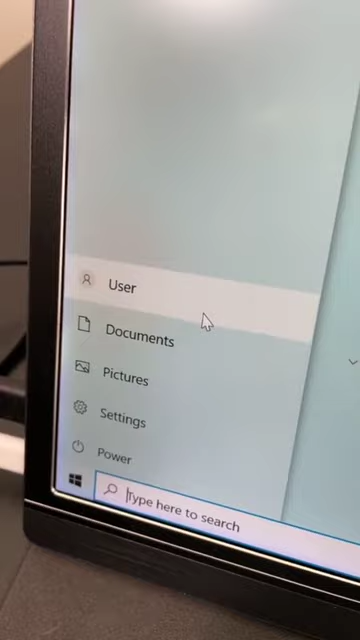 User
Documents
Pictures
Settings
Power
Type here to search